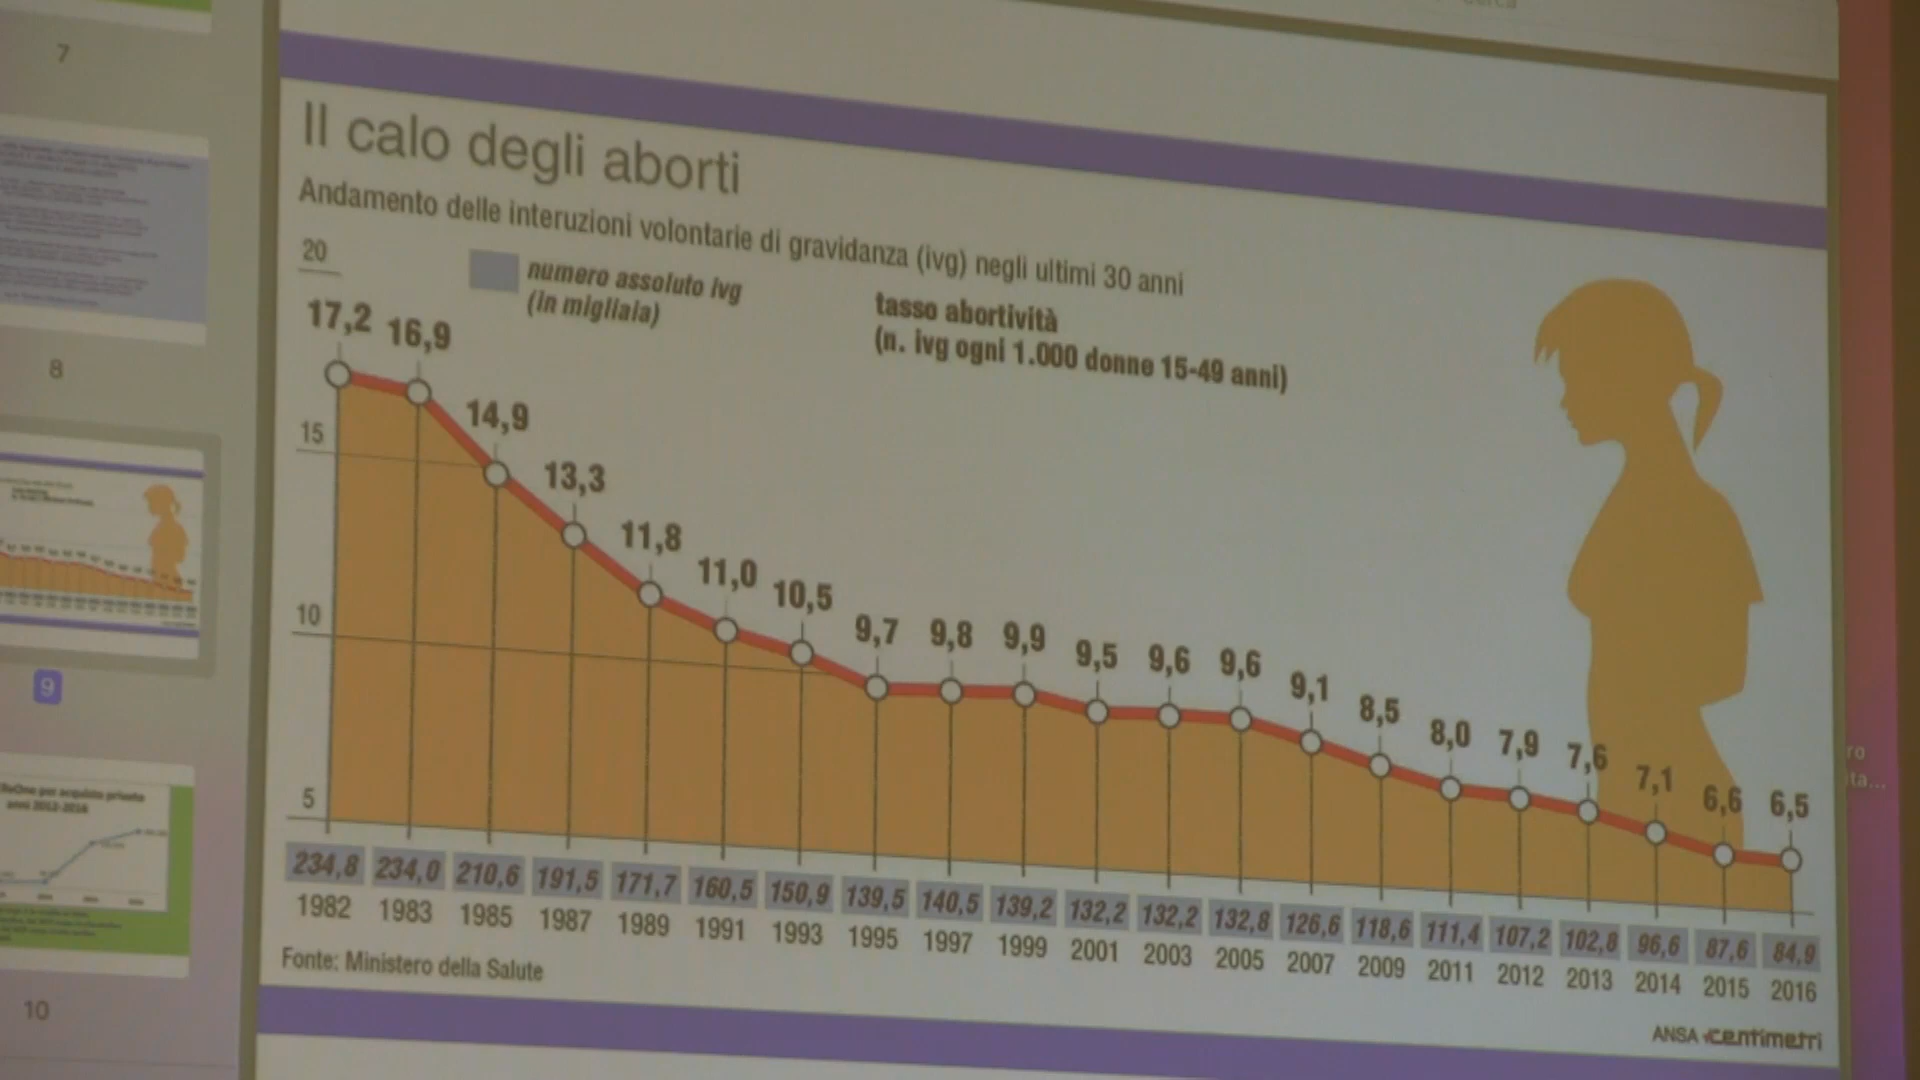 7
8
9
10
Il calo degli aborti
Andamento delle interuzioni volontarie di gravidanza (ivg) negli ultimi 30 anni
numero assoluto ivg
(in migliaia)
tasso abortività
(n. ivg ogni 1.000 donne 15-49 anni)
20
15
10
5
17,2 16,9 14,9 13,3 11,8 11,0 10,5 9,7 9,8 9,9 9,5 9,6 9,6 9,1 8,5 8,0 7,9 7,6 7,1 6,6 6,5
234,8 234,0 210,6 191,5 171,7 160,5 150,9 139,5 140,5 139,2 132,2 132,2 132,8 126,6 118,6 111,4 107,2 102,8 96,6 87,6 84,9
1982 1983 1985 1987 1989 1991 1993 1995 1997 1999 2001 2003 2005 2007 2009 2011 2012 2013 2014 2015 2016
Fonte: Ministero della Salute
ANSA centimetri